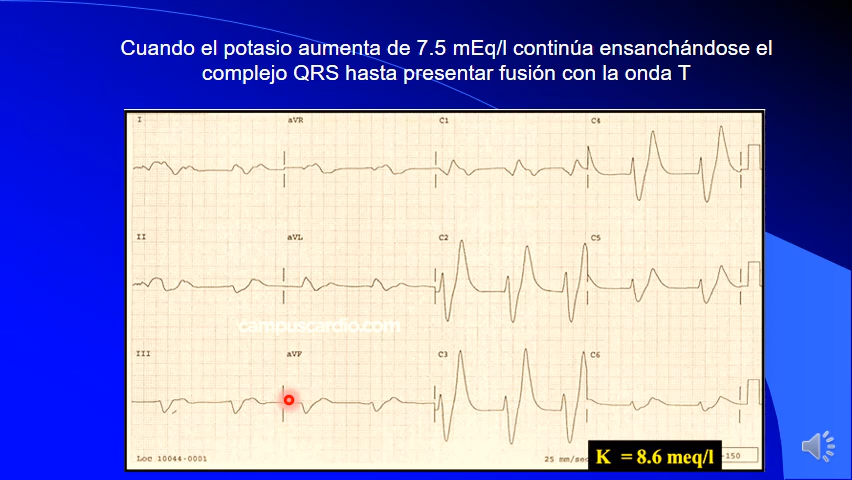 Cuando el potasio aumenta de 7.5 mEq/l continúa ensanchándose el
complejo QRS hasta presentar fusión con la onda T
I aVR C1 C4
II aVL C2 C5
campuscardio.com
III aVF C3 C6
Loc 10044-0001 25 mm/sec -150
K = 8.6 meq/l